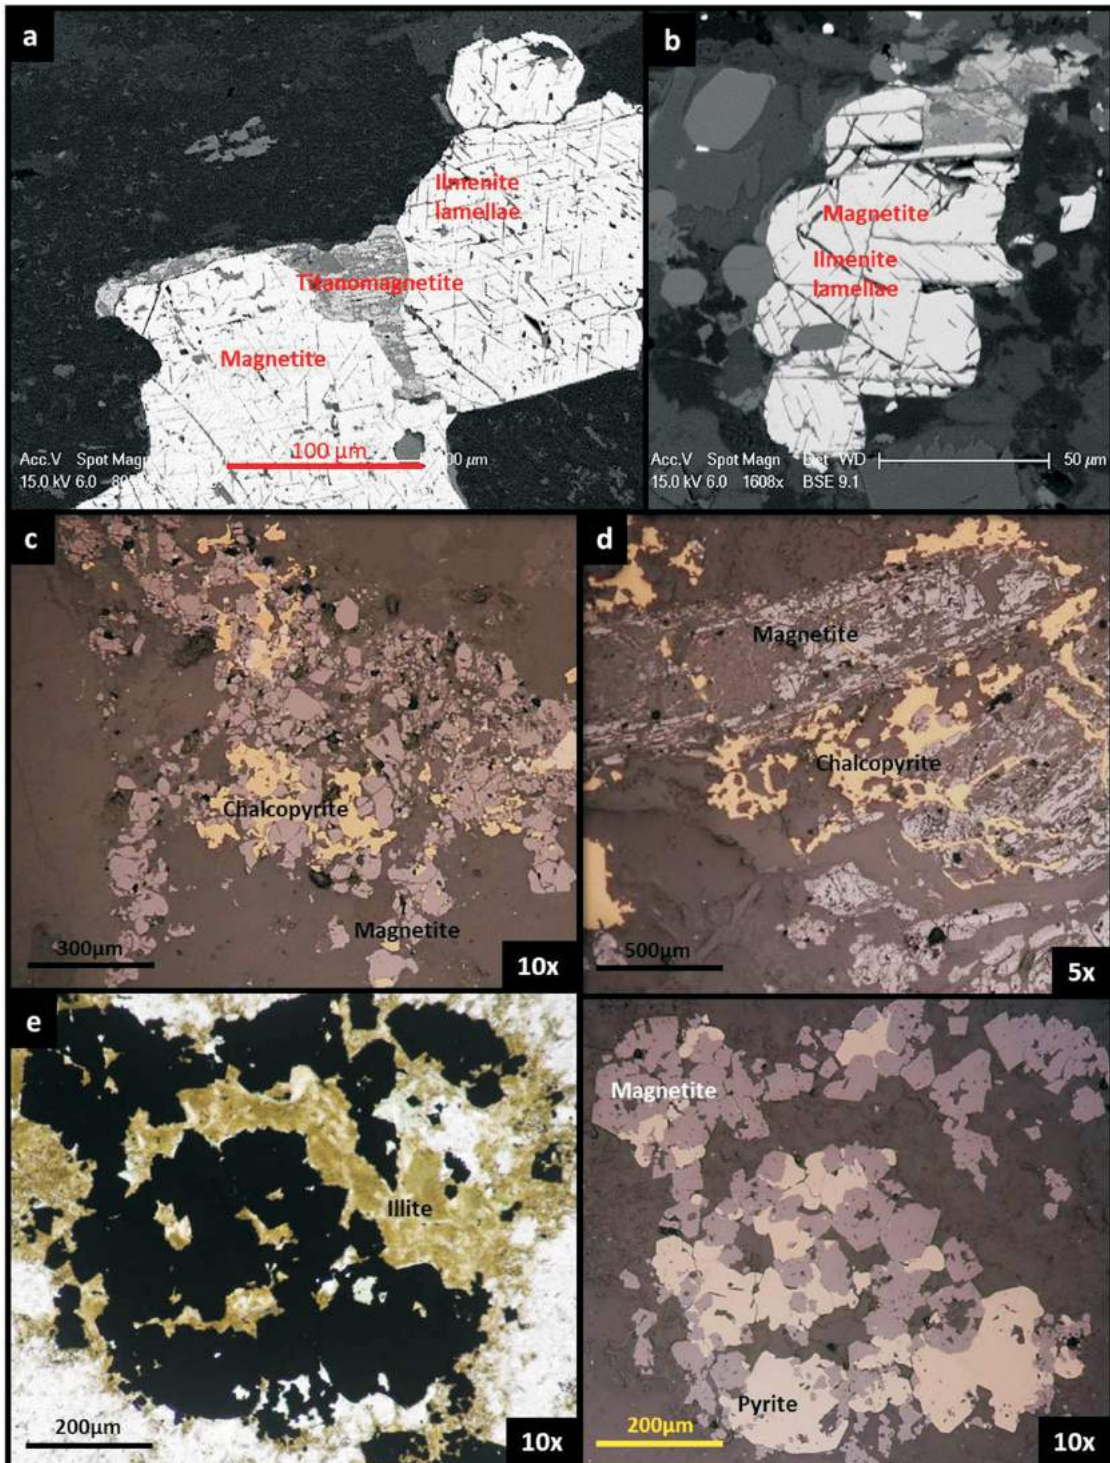 a
Ilmenite
lamellae
Titanomagnetite
Magnetite
100 µm
Acc.V Spot Magn
µm
15.0 kV 6.0
b
Magnetite
Ilmenite
lamellae
Acc.V Spot Magn Det WD
50 µm
15.0 kV 6.0 1608x BSE 9.1
c
Chalcopyrite
Magnetite
300µm
10x
d
Magnetite
Chalcopyrite
500µm
5x
e
Illite
200µm
10x
Magnetite
Pyrite
200µm
10x